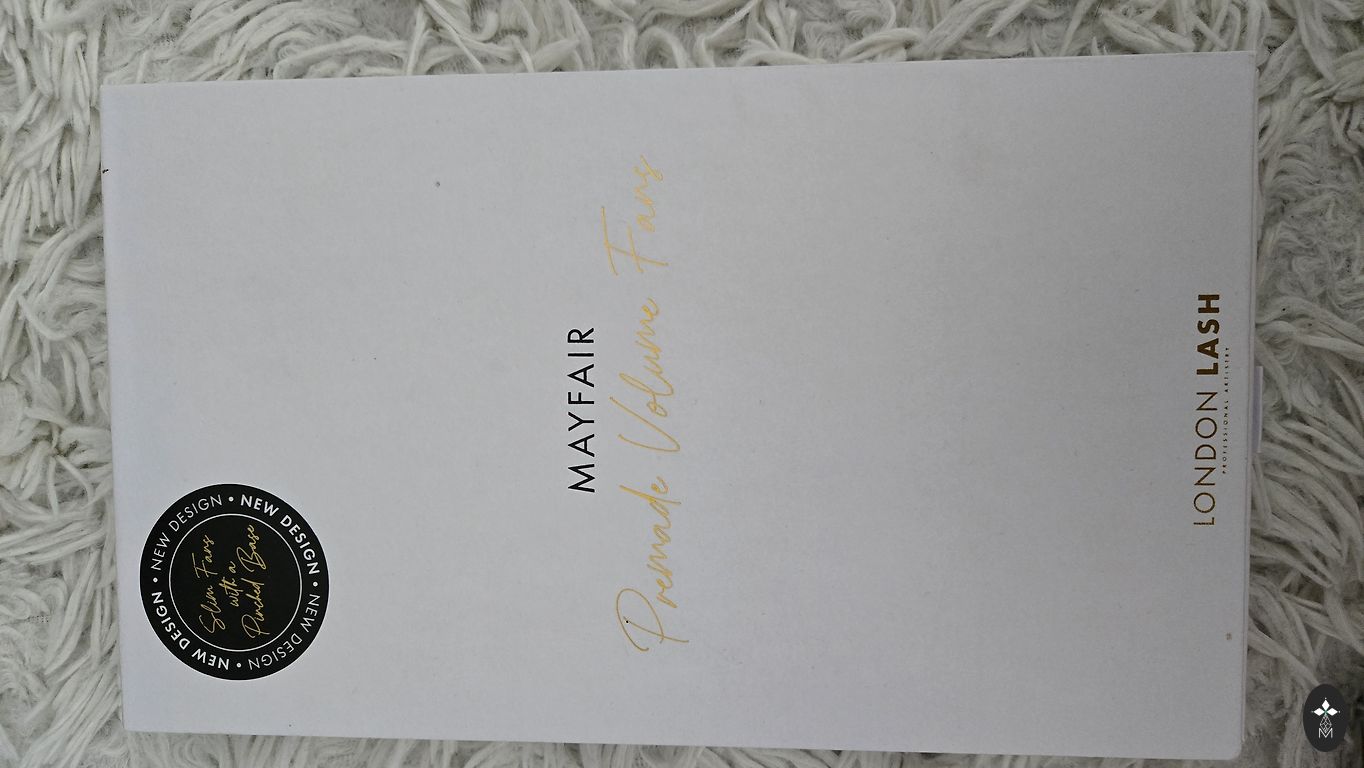 NEW DESIGN • NEW DESIGN • NEW DESIGN • NEW DESIGN •
Slim Fans
with a
Pinched Base
MAYFAIR
Premade Volume Fans
LONDON LASH
PROFESSIONAL ARTISTRY
M